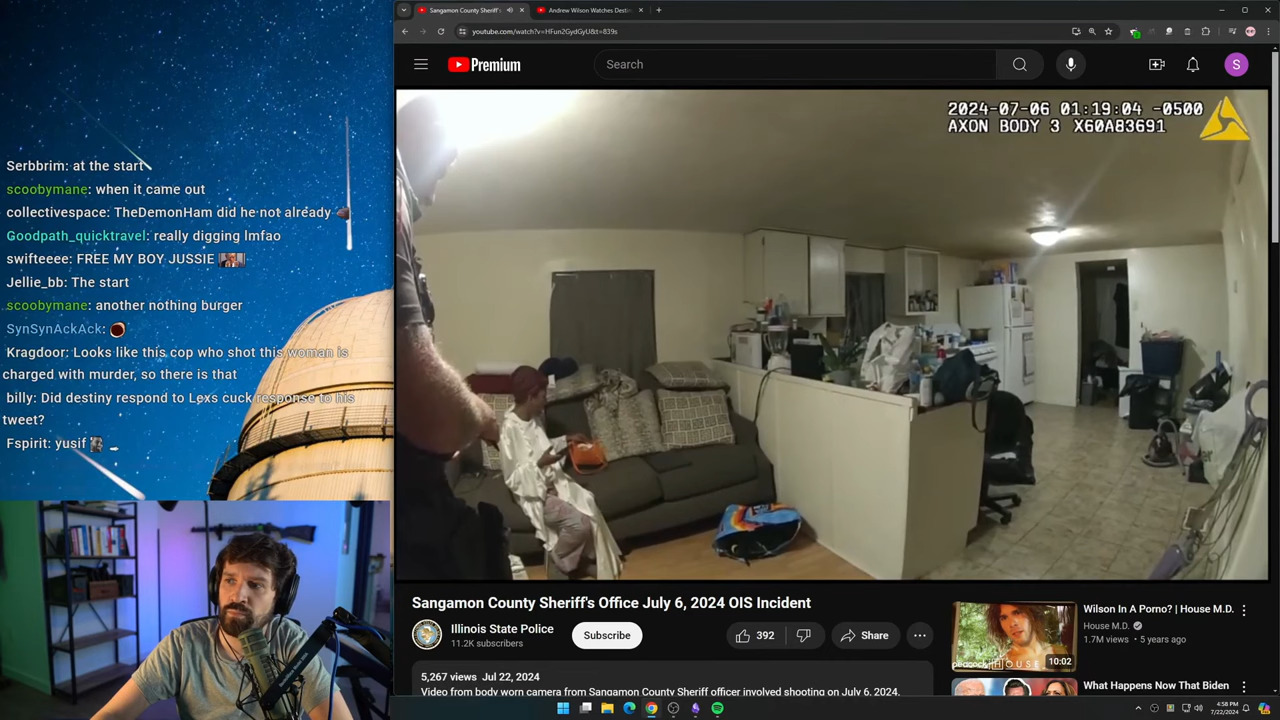 Sangamon County Sheriff's
Andrew Wilson Watches Desti
youtube.com/watch?v=HFun2GydGyU&t=839s
Premium
Search
S
2024-07-06 01:19:04 -0500
AXON BODY 3 X60A83691
Serbbrim: at the start
scoobymane: when it came out
collectivespace: TheDemonHam did he not already
Goodpath_quicktravel: really digging lmfao
swifteeee: FREE MY BOY JUSSIE
Jellie_bb: The start
scoobymane: another nothing burger
SynSynAckAck:
Kragdoor: Looks like this cop who shot this woman is
charged with murder, so there is that
billy: Did destiny respond to Lexs cuck response to his
tweet?
Fspirit: yusif
Sangamon County Sheriff's Office July 6, 2024 OIS Incident
Illinois State Police
11.2K subscribers
Subscribe
392
Share
5,267 views Jul 22, 2024
Video from body worn camera from Sangamon County Sheriff officer involved shooting on July 6, 2024.
peacock HOUSE
10:02
Wilson In A Porno? | House M.D.
House M.D.
1.7M views • 5 years ago
What Happens Now That Biden
4:58 PM
7/22/2024